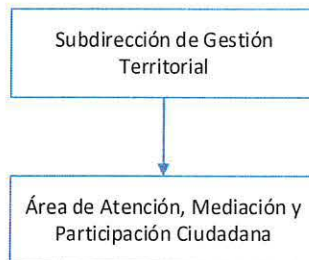 Subdirección de Gestión
Territorial
Área de Atención, Mediación y
Participación Ciudadana